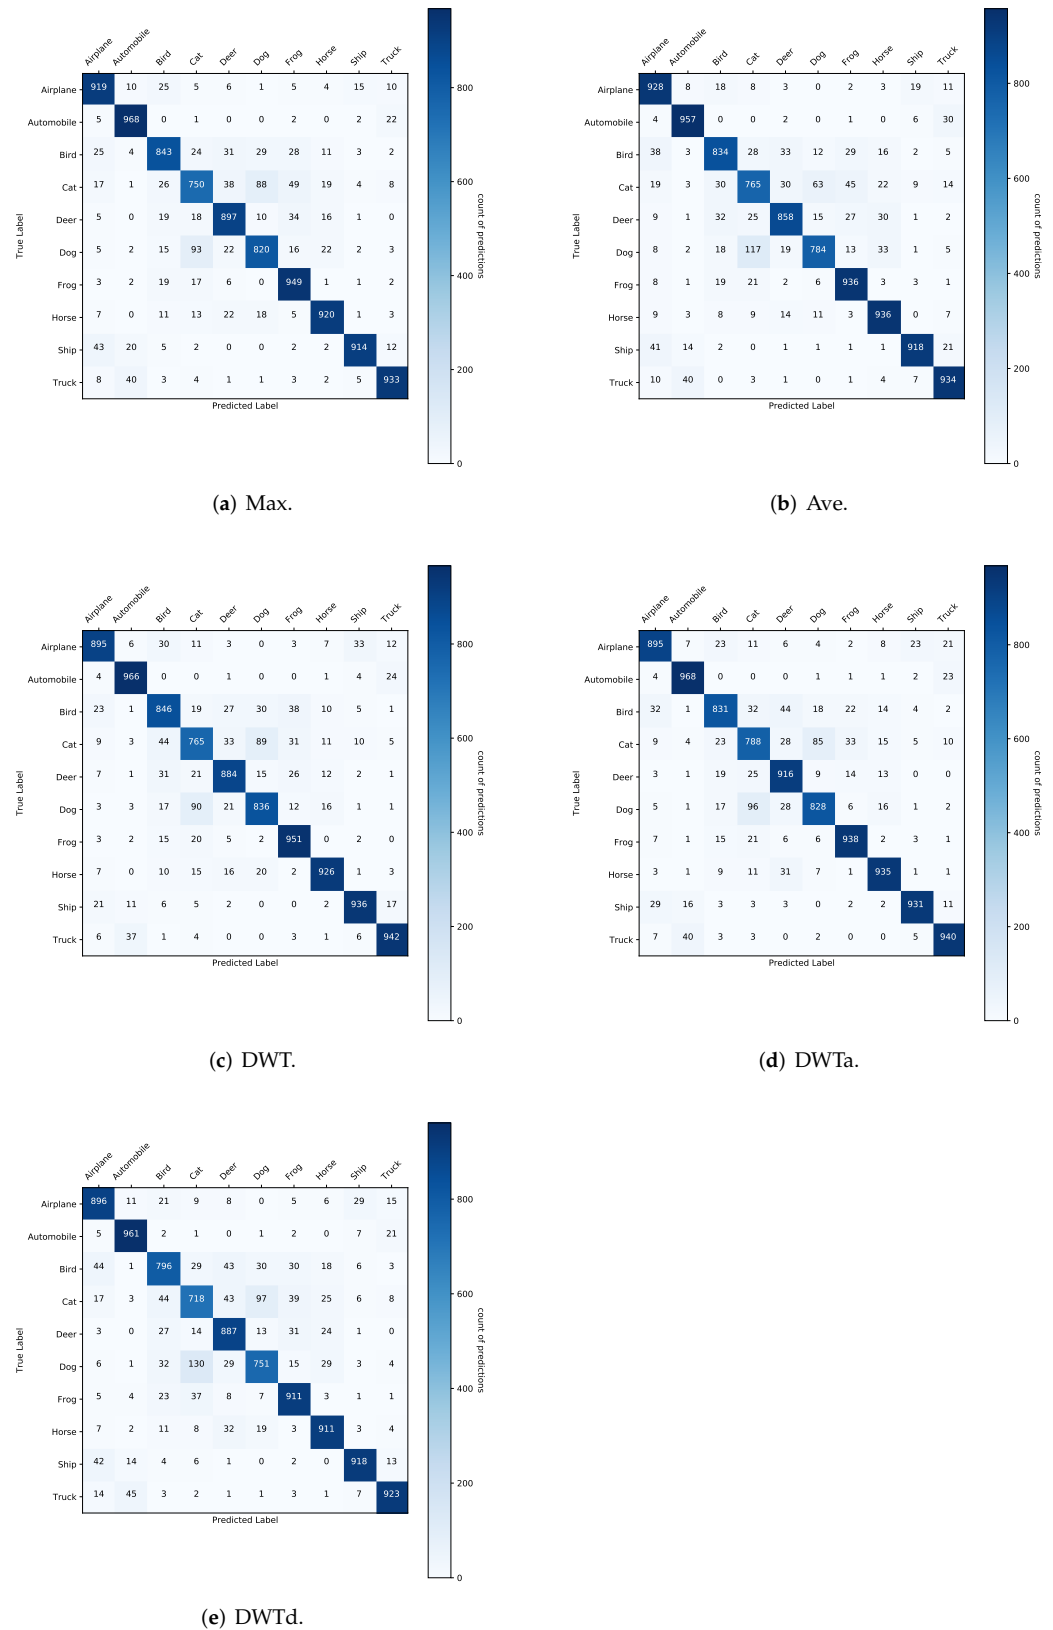 Airplane Automobile Bird Cat Deer Dog Frog Horse Ship Truck
Airplane 919 10 25 5 6 1 5 4 15 10
Automobile 5 968 0 1 0 0 2 0 2 22
Bird 25 4 843 24 31 29 28 11 3 2
Cat 17 1 26 750 38 88 49 19 4 8
Deer 5 0 19 18 897 10 34 16 1 0
Dog 5 2 15 93 22 820 16 22 2 3
Frog 3 2 19 17 6 0 949 1 1 2
Horse 7 0 11 13 22 18 5 920 1 3
Ship 43 20 5 2 0 0 2 2 914 12
Truck 8 40 3 4 1 1 3 2 5 933
True Label
Predicted Label
800
600
400
200
0
count of predictions
(a) Max.
Airplane Automobile Bird Cat Deer Dog Frog Horse Ship Truck
Airplane 928 8 18 8 3 0 2 3 19 11
Automobile 4 957 0 0 2 0 1 0 6 30
Bird 38 3 834 28 33 12 29 16 2 5
Cat 19 3 30 765 30 63 45 22 9 14
Deer 9 1 32 25 858 15 27 30 1 2
Dog 8 2 18 117 19 784 13 33 1 5
Frog 8 1 19 21 2 6 936 3 3 1
Horse 9 3 8 9 14 11 3 936 0 7
Ship 41 14 2 0 1 1 1 1 918 21
Truck 10 40 0 3 1 0 1 4 7 934
True Label
Predicted Label
800
600
400
200
0
count of predictions
(b) Ave.
Airplane Automobile Bird Cat Deer Dog Frog Horse Ship Truck
Airplane 895 6 30 11 3 0 3 7 33 12
Automobile 4 966 0 0 1 0 0 1 4 24
Bird 23 1 846 19 27 30 38 10 5 1
Cat 9 3 44 765 33 89 31 11 10 5
Deer 7 1 31 21 884 15 26 12 2 1
Dog 3 3 17 90 21 836 12 16 1 1
Frog 3 2 15 20 5 2 951 2 0 0
Horse 7 0 10 15 16 20 2 926 1 3
Ship 21 11 6 5 2 0 0 2 936 17
Truck 6 37 1 4 0 0 3 1 6 942
True Label
Predicted Label
800
600
400
200
0
count of predictions
(c) DWT.
Airplane Automobile Bird Cat Deer Dog Frog Horse Ship Truck
Airplane 895 7 23 11 6 4 2 8 23 21
Automobile 4 968 0 0 0 1 1 1 2 23
Bird 32 1 831 32 44 18 22 14 4 2
Cat 9 4 23 788 28 85 33 15 5 10
Deer 3 1 19 25 916 9 14 13 0 0
Dog 5 1 17 96 28 828 6 16 1 2
Frog 7 1 15 21 6 6 938 2 3 1
Horse 3 1 9 11 31 7 1 935 1 1
Ship 29 16 3 3 3 0 2 2 931 11
Truck 7 40 3 3 0 2 0 0 5 940
True Label
Predicted Label
800
600
400
200
0
count of predictions
(d) DWTa.
Airplane Automobile Bird Cat Deer Dog Frog Horse Ship Truck
Airplane 896 11 21 9 8 0 5 6 29 15
Automobile 5 961 2 1 0 1 2 0 7 21
Bird 44 1 796 29 43 30 30 18 6 3
Cat 17 3 44 718 43 97 39 25 6 8
Deer 3 0 27 14 887 13 31 24 1 0
Dog 6 1 32 130 29 751 15 29 3 4
Frog 5 4 23 37 8 7 911 3 1 1
Horse 7 2 11 8 32 19 3 911 3 4
Ship 42 14 4 6 1 0 2 0 918 13
Truck 14 45 3 2 1 1 3 1 7 923
True Label
Predicted Label
800
600
400
200
0
count of predictions
(e) DWTd.